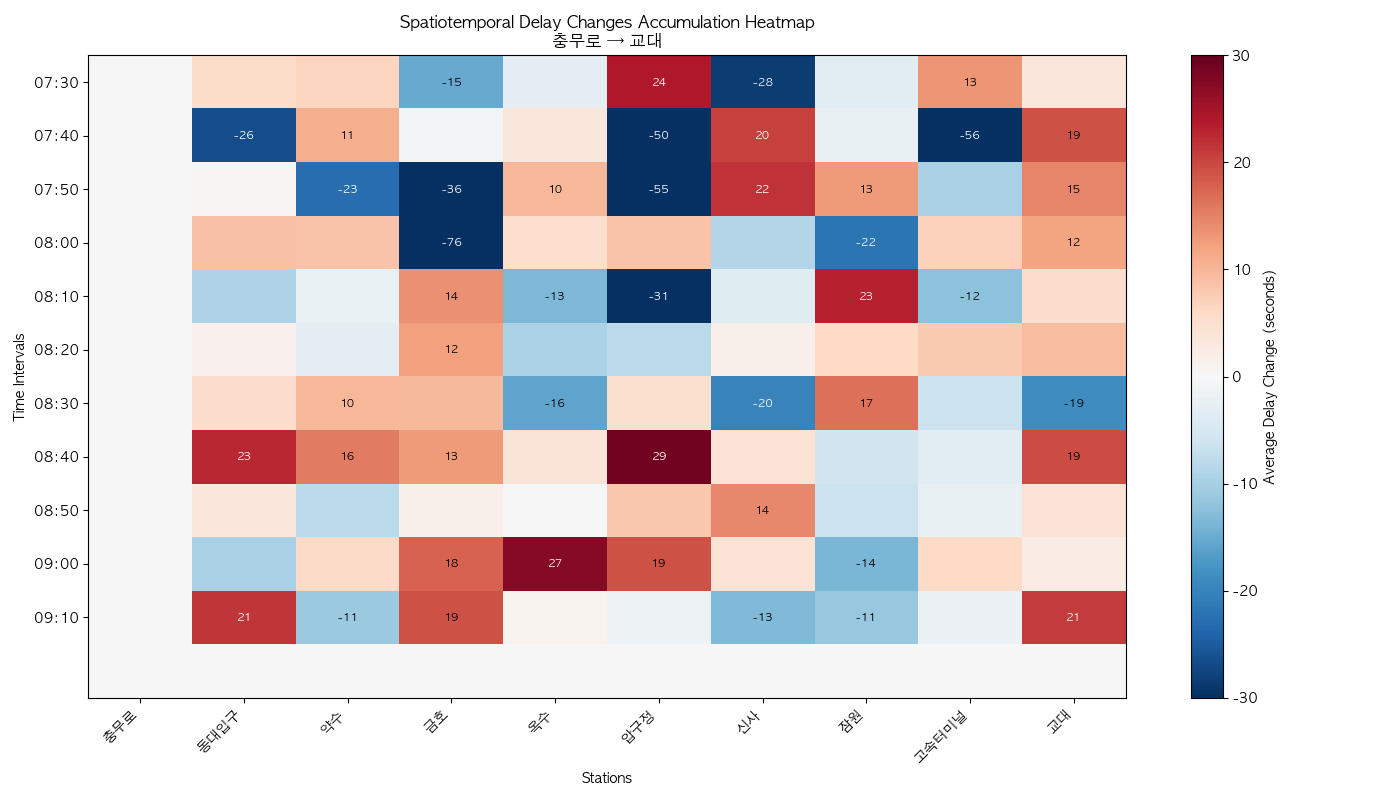 Spatiotemporal Delay Changes Accumulation Heatmap
충무로 → 교대
07:30 -15 24 -28 13
07:40 -26 11 -50 20 -56 19
07:50 -23 -36 10 -55 22 13 15
08:00 -76 -22 12
08:10 14 -13 -31 23 -12
08:20 12
08:30 10 -16 -20 17 -19
08:40 23 16 13 29 19
08:50 14
09:00 18 27 19 -14
09:10 21 -11 19 -13 -11 21
Time Intervals
충무로 동대입구 약수 금호 옥수 압구정 신사 잠원 고속터미널 교대
Stations
30
20
10
0
-10
-20
-30
Average Delay Change (seconds)